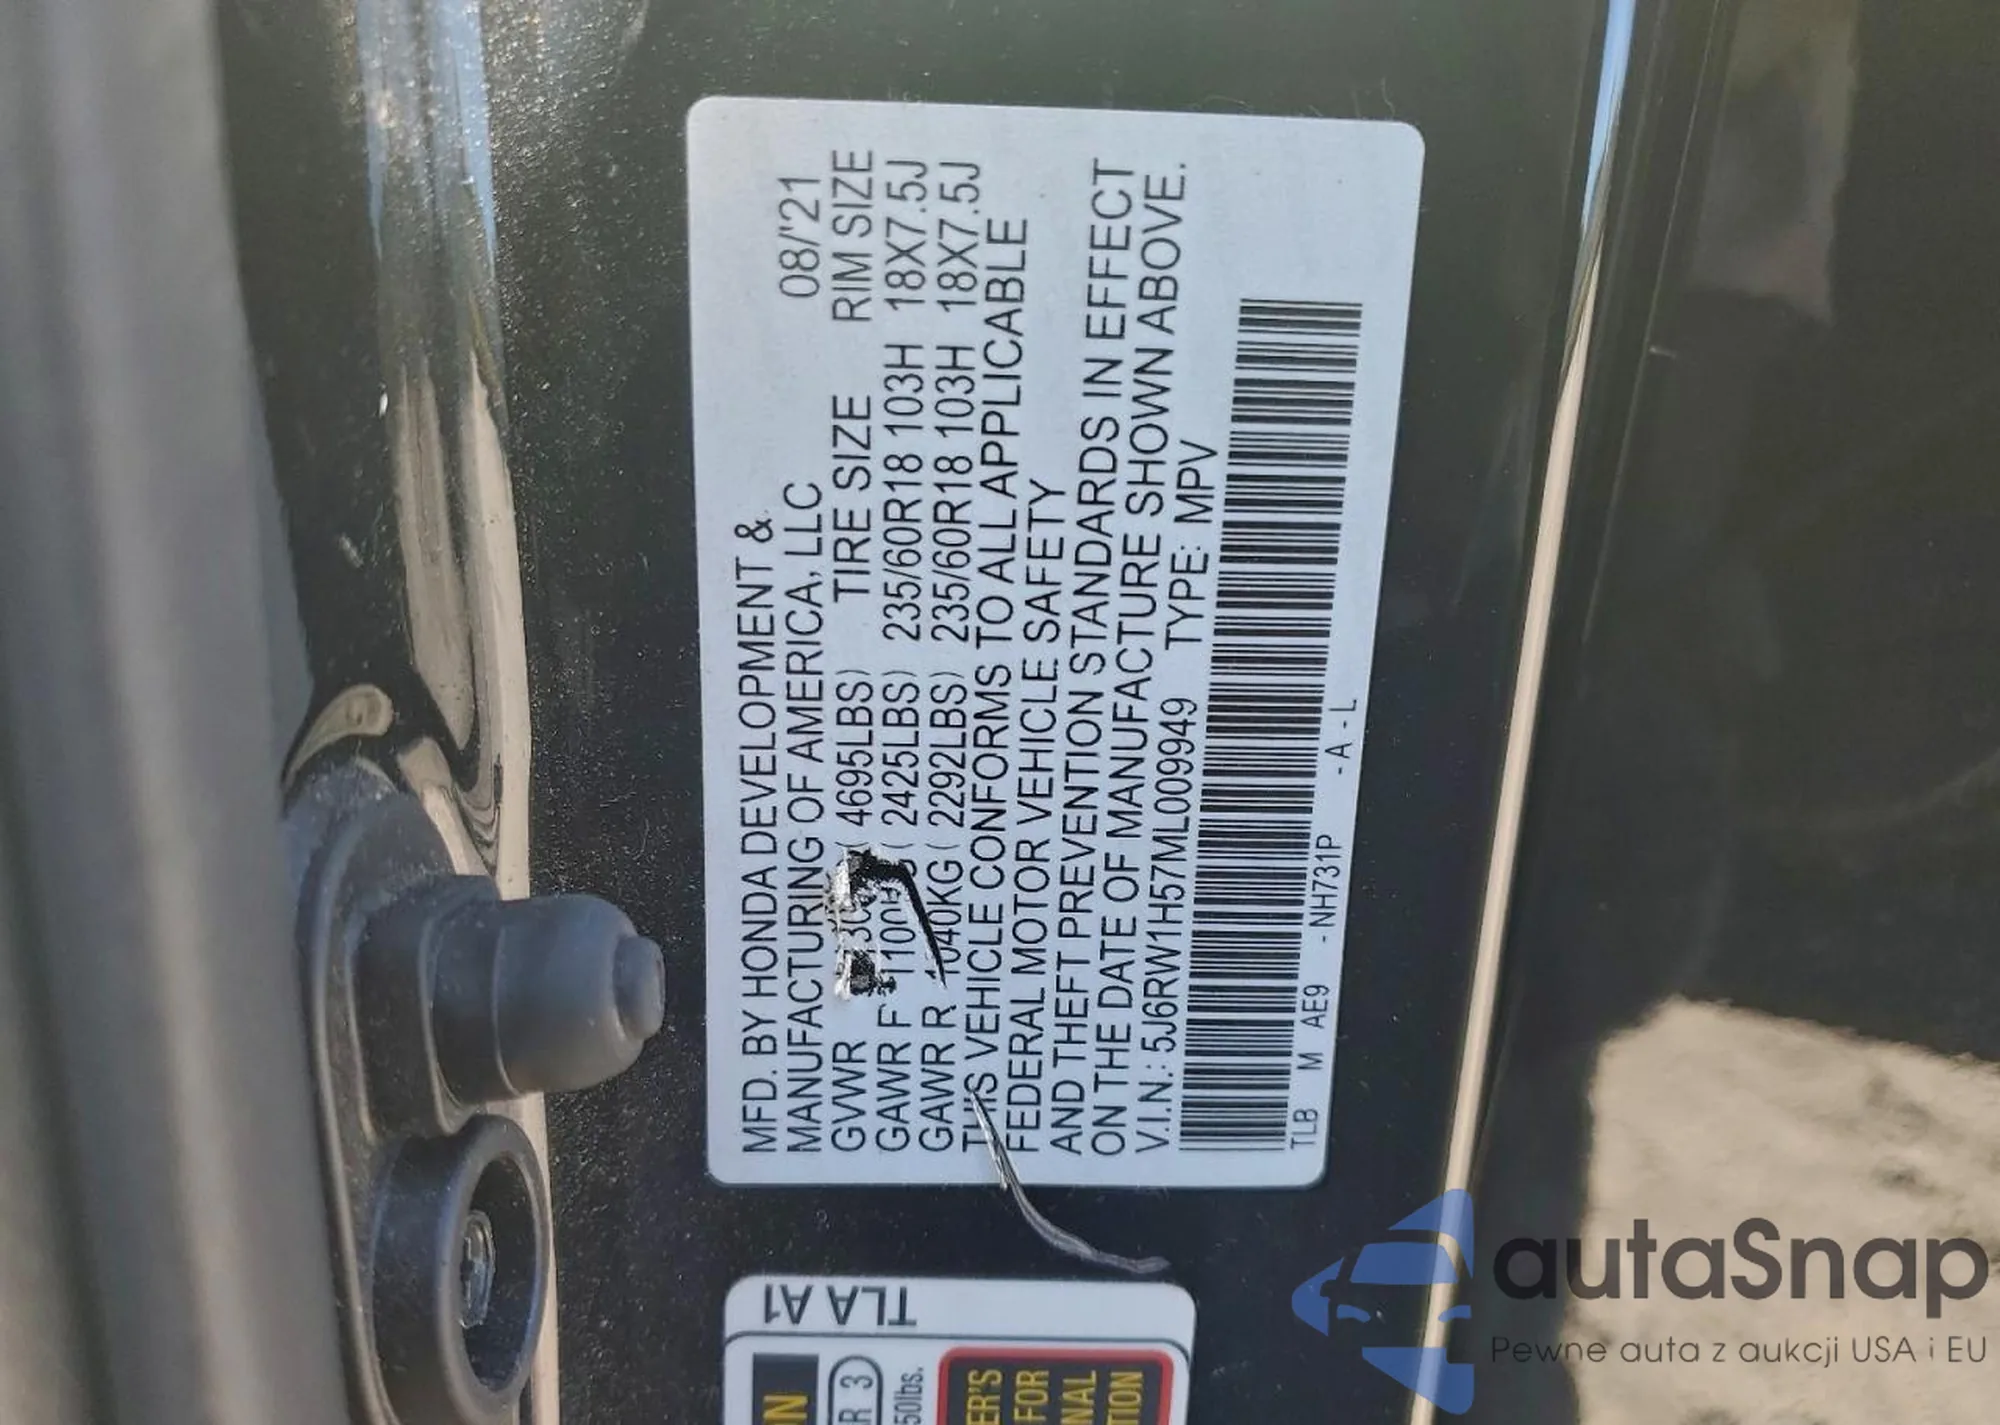 MFD. BY HONDA DEVELOPMENT &
MANUFACTURING OF AMERICA, LLC 08/'21
GVWR ( 4695LBS) TIRE SIZE RIM SIZE
GAWR F ( 2425LBS) 235/60R18 103H 18X7.5J
GAWR R 1040KG ( 2292LBS) 235/60R18 103H 18X7.5J
THIS VEHICLE CONFORMS TO ALL APPLICABLE
FEDERAL MOTOR VEHICLE SAFETY
AND THEFT PREVENTION STANDARDS IN EFFECT
ON THE DATE OF MANUFACTURE SHOWN ABOVE.
V.I.N.: 5J6RW1H57ML009949 TYPE: MPV
TLB M AE9 -NH731P -A-L
TLA A1
R 3
50lbs.
autaSnap
Pewne auta z aukcji USA i EU